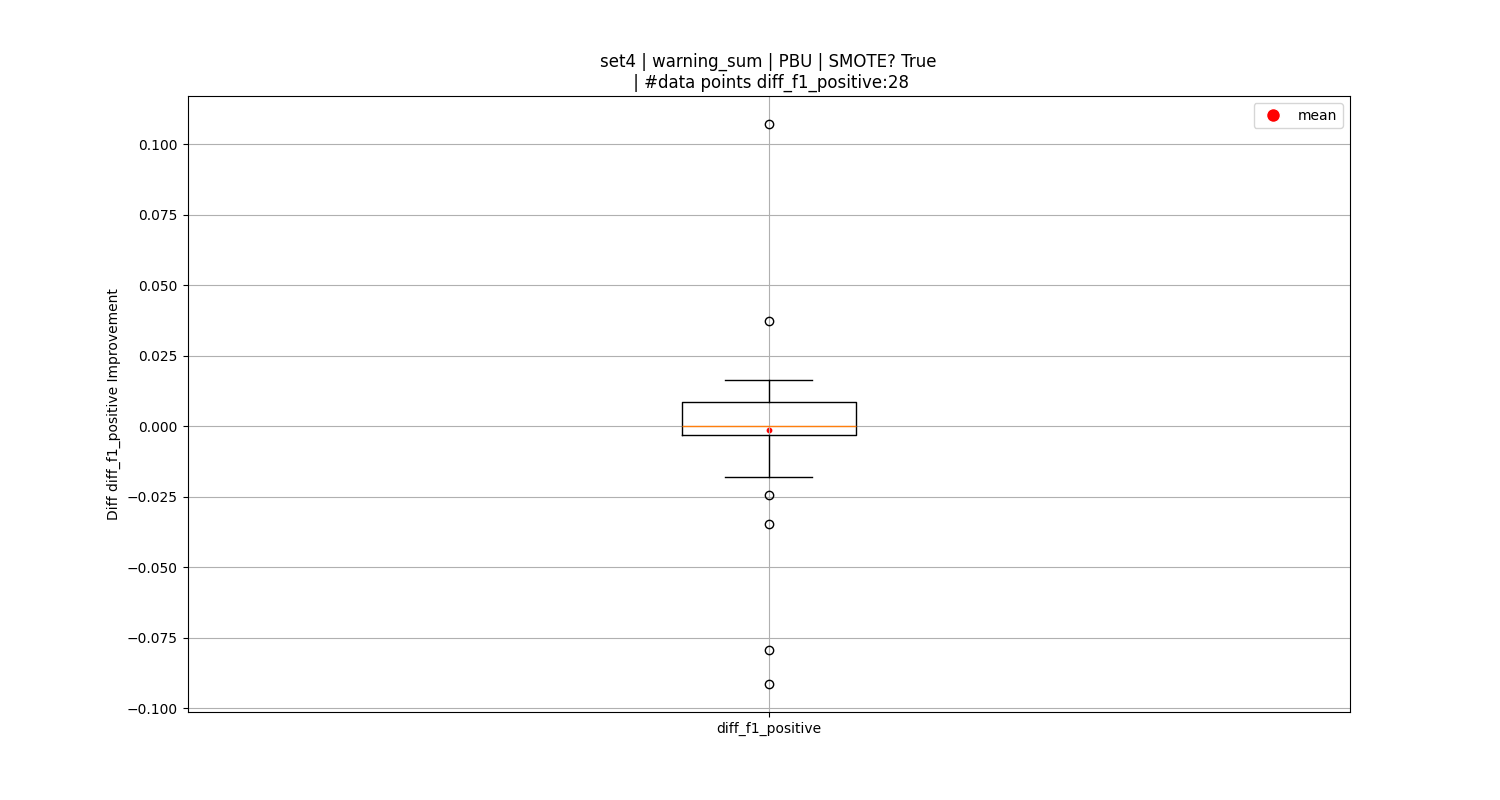 set4 | warning_sum | PBU | SMOTE? True
| #data points diff_f1_positive:28
mean
0.100
0.075
0.050
0.025
0.000
−0.025
−0.050
−0.075
−0.100
Diff diff_f1_positive Improvement
diff_f1_positive